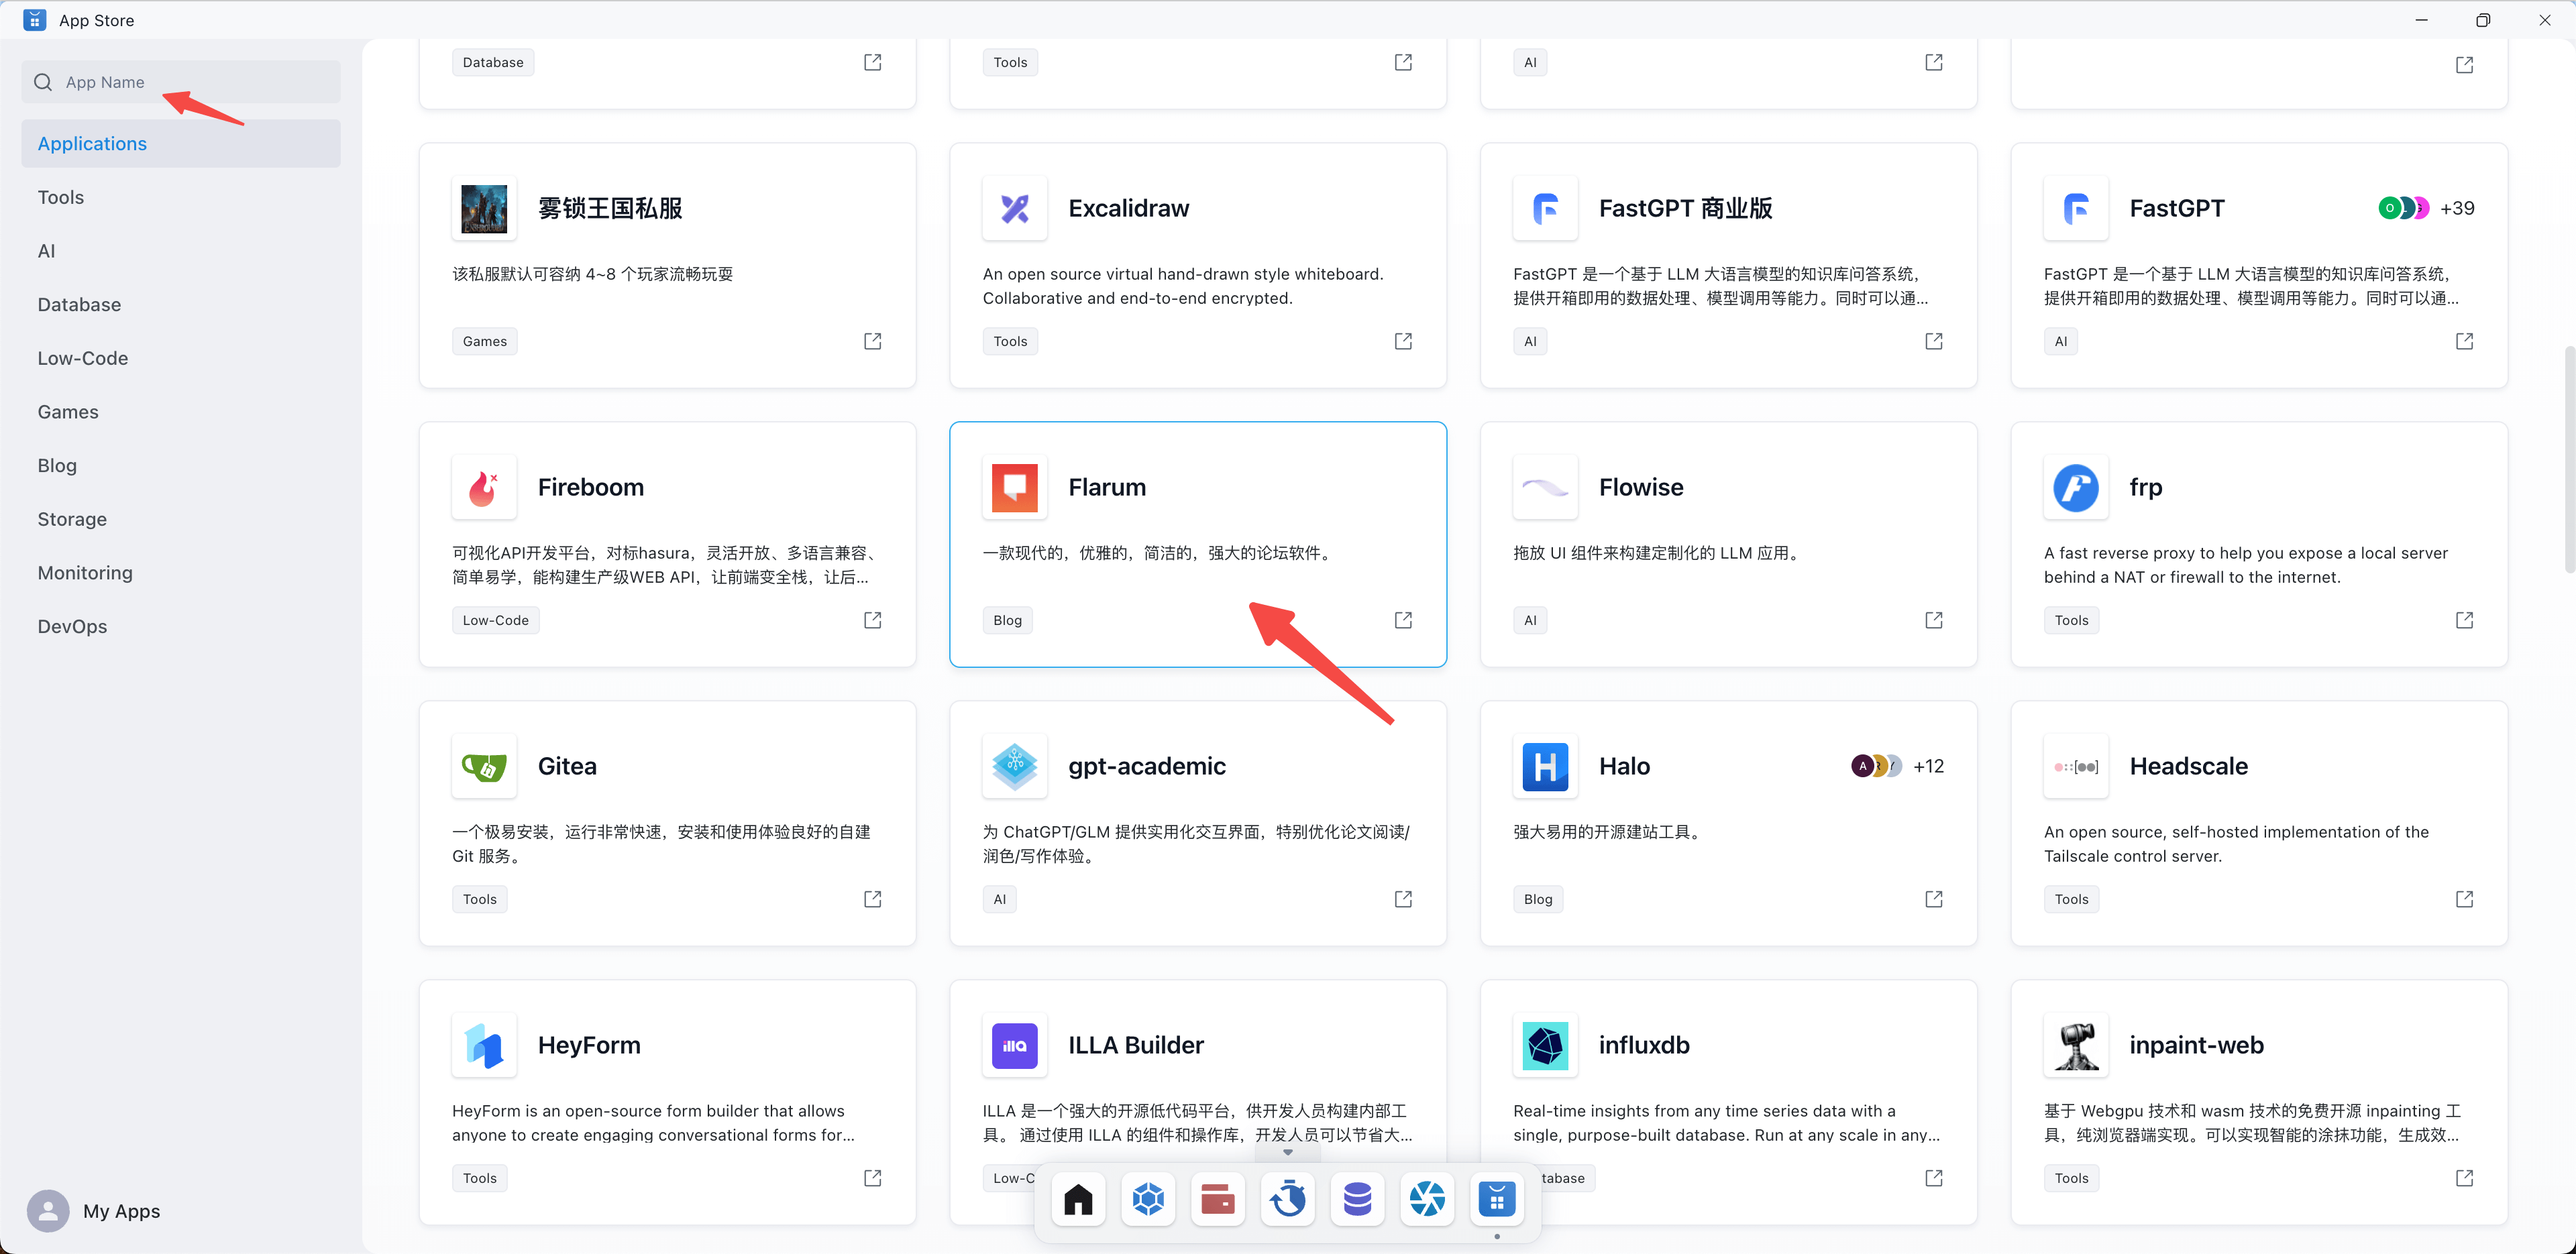 App Store
App Name
Applications
Tools
AI
Database
Low-Code
Games
Blog
Storage
Monitoring
DevOps
My Apps
Database
Tools
AI
雾锁王国私服
该私服默认可容纳 4~8 个玩家流畅玩耍
Games
Excalidraw
An open source virtual hand-drawn style whiteboard.
Collaborative and end-to-end encrypted.
Tools
FastGPT 商业版
FastGPT 是一个基于 LLM 大语言模型的知识库问答系统，
提供开箱即用的数据处理、模型调用等能力。同时可以通...
AI
FastGPT
O
+39
FastGPT 是一个基于 LLM 大语言模型的知识库问答系统，
提供开箱即用的数据处理、模型调用等能力。同时可以通...
AI
Fireboom
可视化API开发平台，对标hasura，灵活开放、多语言兼容、
简单易学，能构建生产级WEB API，让前端变全栈，让后...
Low-Code
Flarum
一款现代的，优雅的，简洁的，强大的论坛软件。
Blog
Flowise
拖放 UI 组件来构建定制化的 LLM 应用。
AI
frp
A fast reverse proxy to help you expose a local server
behind a NAT or firewall to the internet.
Tools
Gitea
一个极易安装，运行非常快速，安装和使用体验良好的自建
Git 服务。
Tools
gpt-academic
为 ChatGPT/GLM 提供实用化交互界面，特别优化论文阅读/
润色/写作体验。
AI
H
Halo
A
+12
强大易用的开源建站工具。
Blog
Headscale
An open source, self-hosted implementation of the
Tailscale control server.
Tools
HeyForm
HeyForm is an open-source form builder that allows
anyone to create engaging conversational forms for...
Tools
illa
ILLA Builder
ILLA 是一个强大的开源低代码平台，供开发人员构建内部工
具。 通过使用 ILLA 的组件和操作库，开发人员可以节省大...
Low-C
influxdb
Real-time insights from any time series data with a
single, purpose-built database. Run at any scale in any...
tabase
inpaint-web
基于 Webgpu 技术和 wasm 技术的免费开源 inpainting 工
具，纯浏览器端实现。可以实现智能的涂抹功能，生成效...
Tools